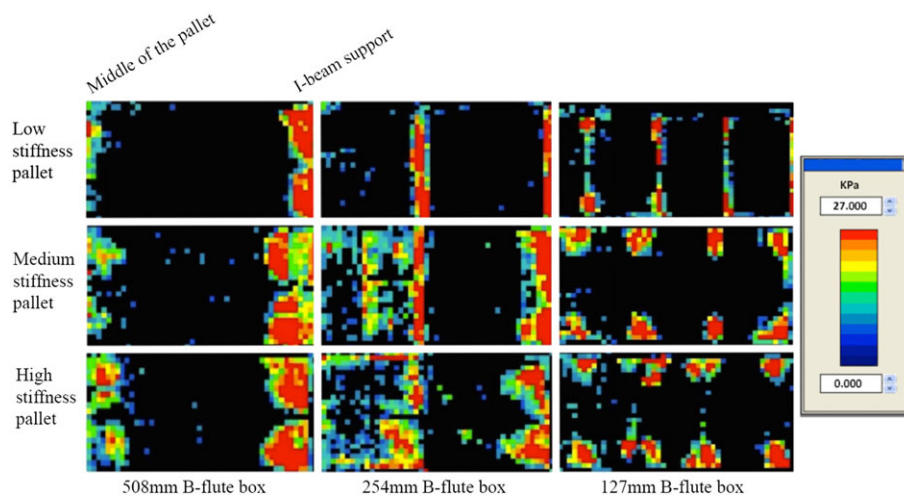 Middle of the pallet
I-beam support
Low
stiffness
pallet
Medium
stiffness
pallet
High
stiffness
pallet
KPa
27.000
0.000
508mm B-flute box
254mm B-flute box
127mm B-flute box